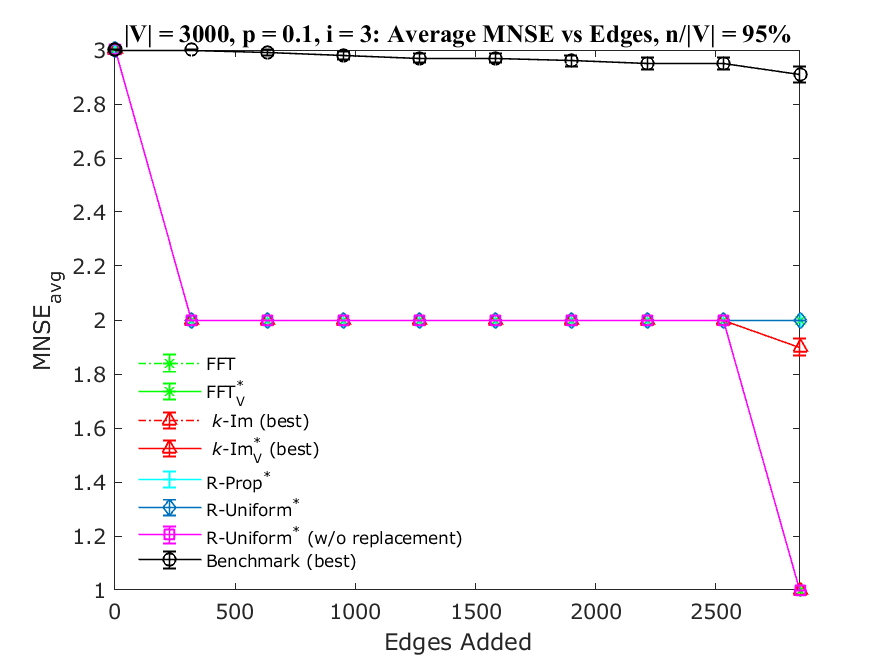 |V| = 3000, p = 0.1, i = 3: Average MNSE vs Edges, n/|V| = 95%
3
2.8
2.6
2.4
2.2
2
1.8
1.6
1.4
1.2
1
MNSE_avg
FFT
FFT*_V
k-Im (best)
k-Im*_V (best)
R-Prop*
R-Uniform*
R-Uniform* (w/o replacement)
Benchmark (best)
0 500 1000 1500 2000 2500
Edges Added